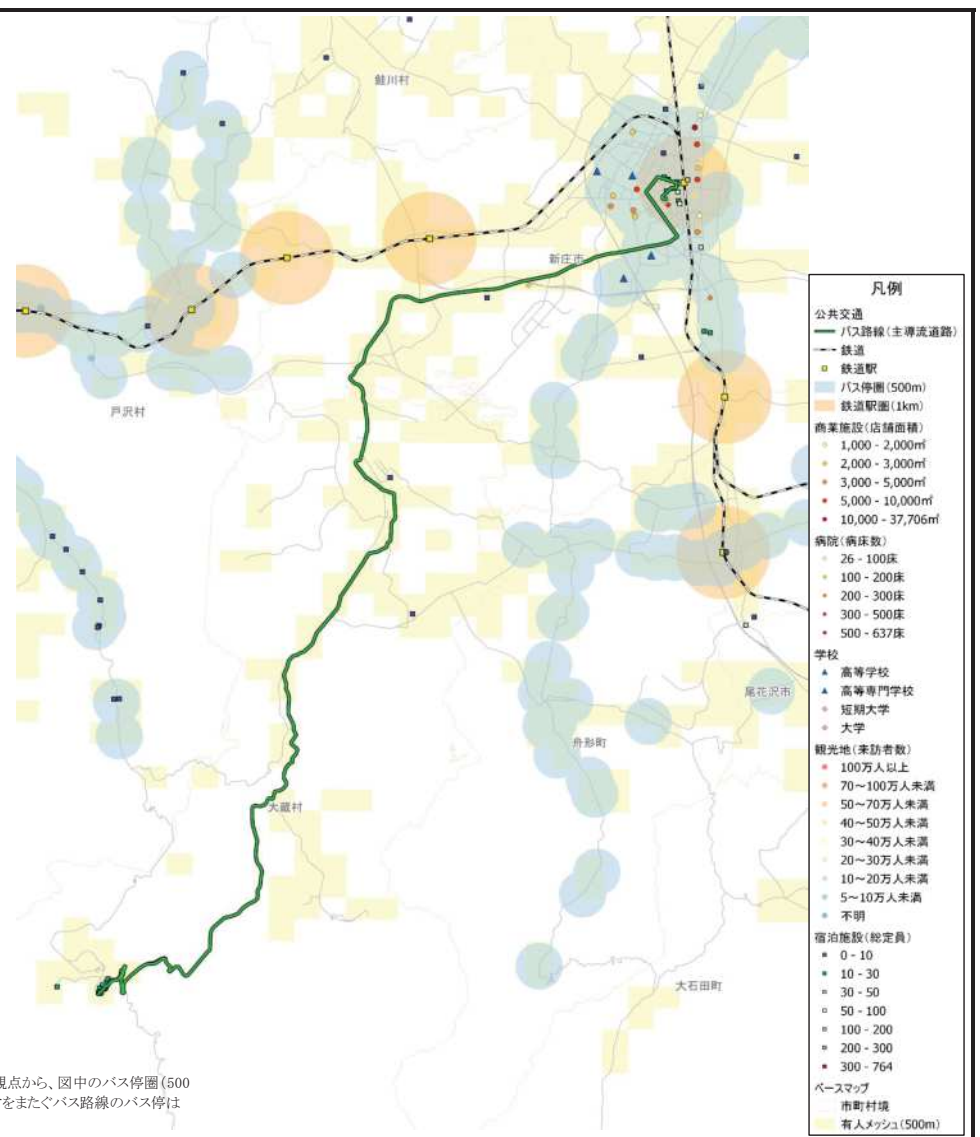 鮭川村
新庄市
戸沢村
尾花沢市
舟形町
大蔵村
大石田町
観点から、図中のバス停圏(500
をまたぐバス路線のバス停は
凡例
公共交通
バス路線(主導流道路)
鉄道
鉄道駅
バス停圏(500m)
鉄道駅圏(1km)
商業施設(店舗面積)
1,000 - 2,000㎡
2,000 - 3,000㎡
3,000 - 5,000㎡
5,000 - 10,000㎡
10,000 - 37,706㎡
病院(病床数)
26 - 100床
100 - 200床
200 - 300床
300 - 500床
500 - 637床
学校
高等学校
高等専門学校
短期大学
大学
観光地(来訪者数)
100万人以上
70～100万人未満
50～70万人未満
40～50万人未満
30～40万人未満
20～30万人未満
10～20万人未満
5～10万人未満
不明
宿泊施設(総定員)
0 - 10
10 - 30
30 - 50
50 - 100
100 - 200
200 - 300
300 - 764
ベースマップ
市町村境
有人メッシュ(500m)